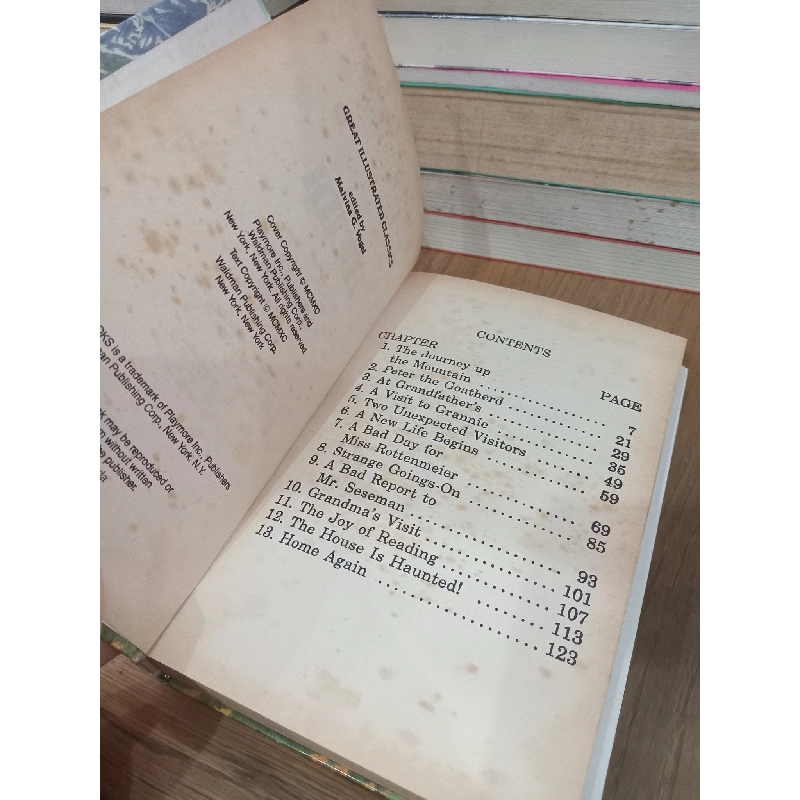 GREAT ILLUSTRATED CLASSICS
edited by
Malvina G. Vogel
Cover Copyright © MCMXC
Playmore Inc., Publishers and
Waldman Publishing Corp.,
New York, New York. All rights reserved.
Text Copyright © MCMXC
Waldman Publishing Corp.
New York, New York
OKS is a trademark of Playmore Inc., Publishers
man Publishing Corp., New York, N.Y.
k may be reproduced or
m without written
e publisher.
CONTENTS
CHAPTER PAGE
1. The Journey up
the Mountain 7
2. Peter the Goatherd 21
3. At Grandfather's 29
4. A Visit to Grannie 35
5. Two Unexpected Visitors 49
6. A New Life Begins 59
7. A Bad Day for
Miss Rottenmeier 69
8. Strange Goings-On 85
9. A Bad Report to
Mr. Seseman 93
10. Grandma's Visit 101
11. The Joy of Reading 107
12. The House Is Haunted! 113
13. Home Again 123